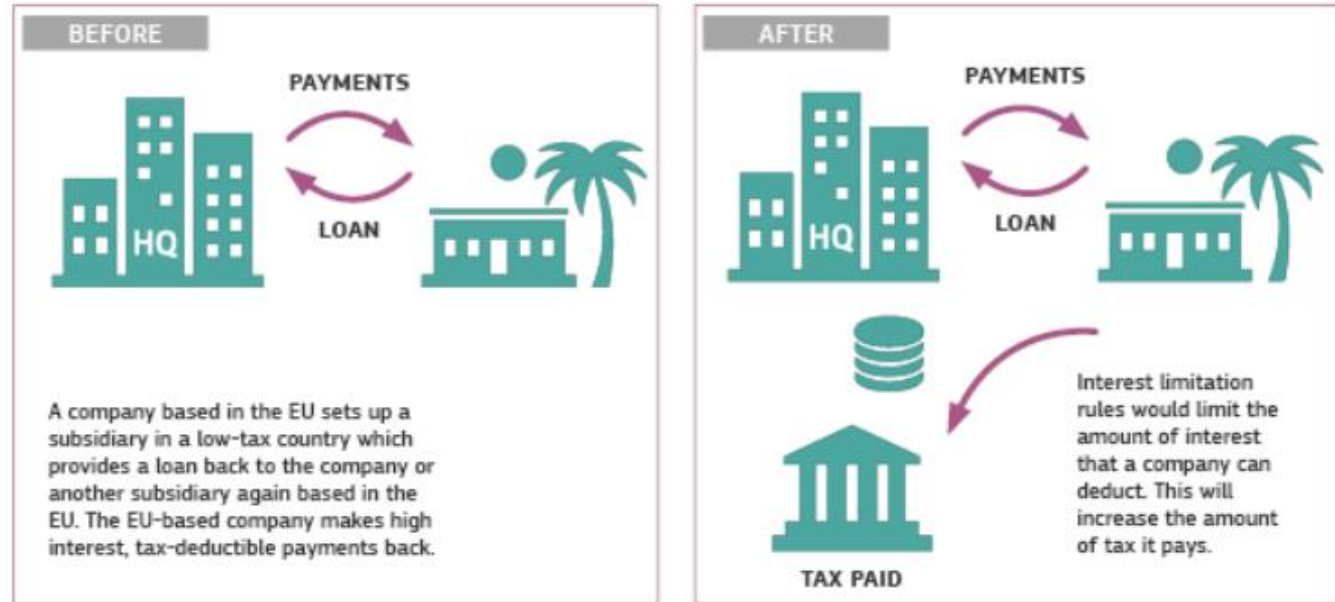 BEFORE
PAYMENTS
HQ
LOAN
A company based in the EU sets up a
subsidiary in a low-tax country which
provides a loan back to the company or
another subsidiary again based in the
EU. The EU-based company makes high
interest, tax-deductible payments back.
AFTER
PAYMENTS
HQ
LOAN
Interest limitation
rules would limit the
amount of interest
that a company can
deduct. This will
increase the amount
of tax it pays.
TAX PAID